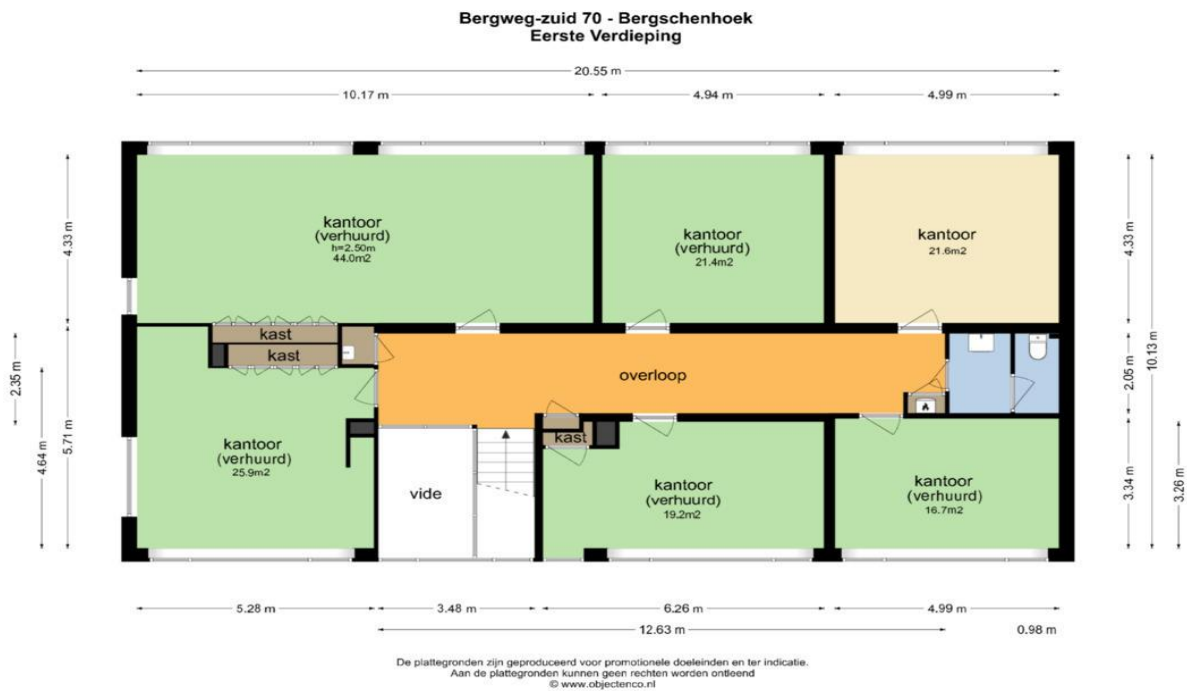 Bergweg-zuid 70 - Bergschenhoek
Eerste Verdieping
20.55 m
10.17 m
4.94 m
4.99 m
kantoor
(verhuurd)
h=2.50m
44.0m2
kantoor
(verhuurd)
21.4m2
kantoor
21.6m2
4.33 m
4.33 m
10.13 m
kast
kast
overloop
2.35 m
4.64 m
5.71 m
2.05 m
kantoor
(verhuurd)
25.9m2
vide
kast
kantoor
(verhuurd)
19.2m2
kantoor
(verhuurd)
16.7m2
3.34 m
3.26 m
5.28 m
3.48 m
6.26 m
4.99 m
12.63 m
0.98 m
De plattegronden zijn geproduceerd voor promotionele doeleinden en ter indicatie.
Aan de plattegronden kunnen geen rechten worden ontleend
© www.objectenco.nl